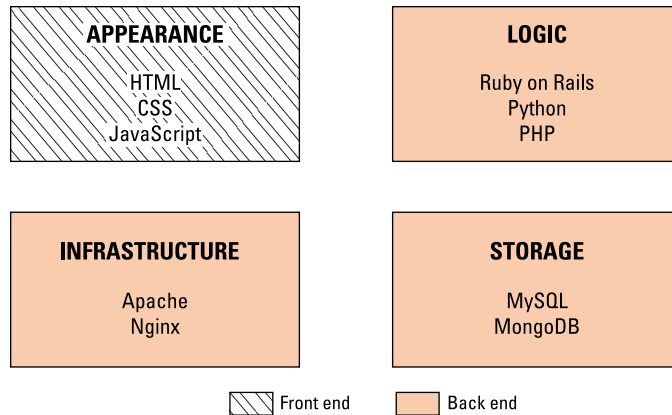 APPEARANCE
HTML
CSS
JavaScript
LOGIC
Ruby on Rails
Python
PHP
INFRASTRUCTURE
Apache
Nginx
STORAGE
MySQL
MongoDB
Front end
Back end